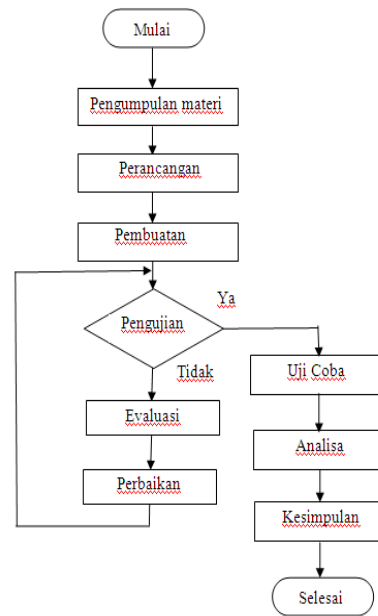 Mulai
Pengumpulan materi
Perancangan
Pembuatan
Pengujian
Ya
Tidak
Uji Coba
Evaluasi
Analisa
Perbaikan
Kesimpulan
Selesai